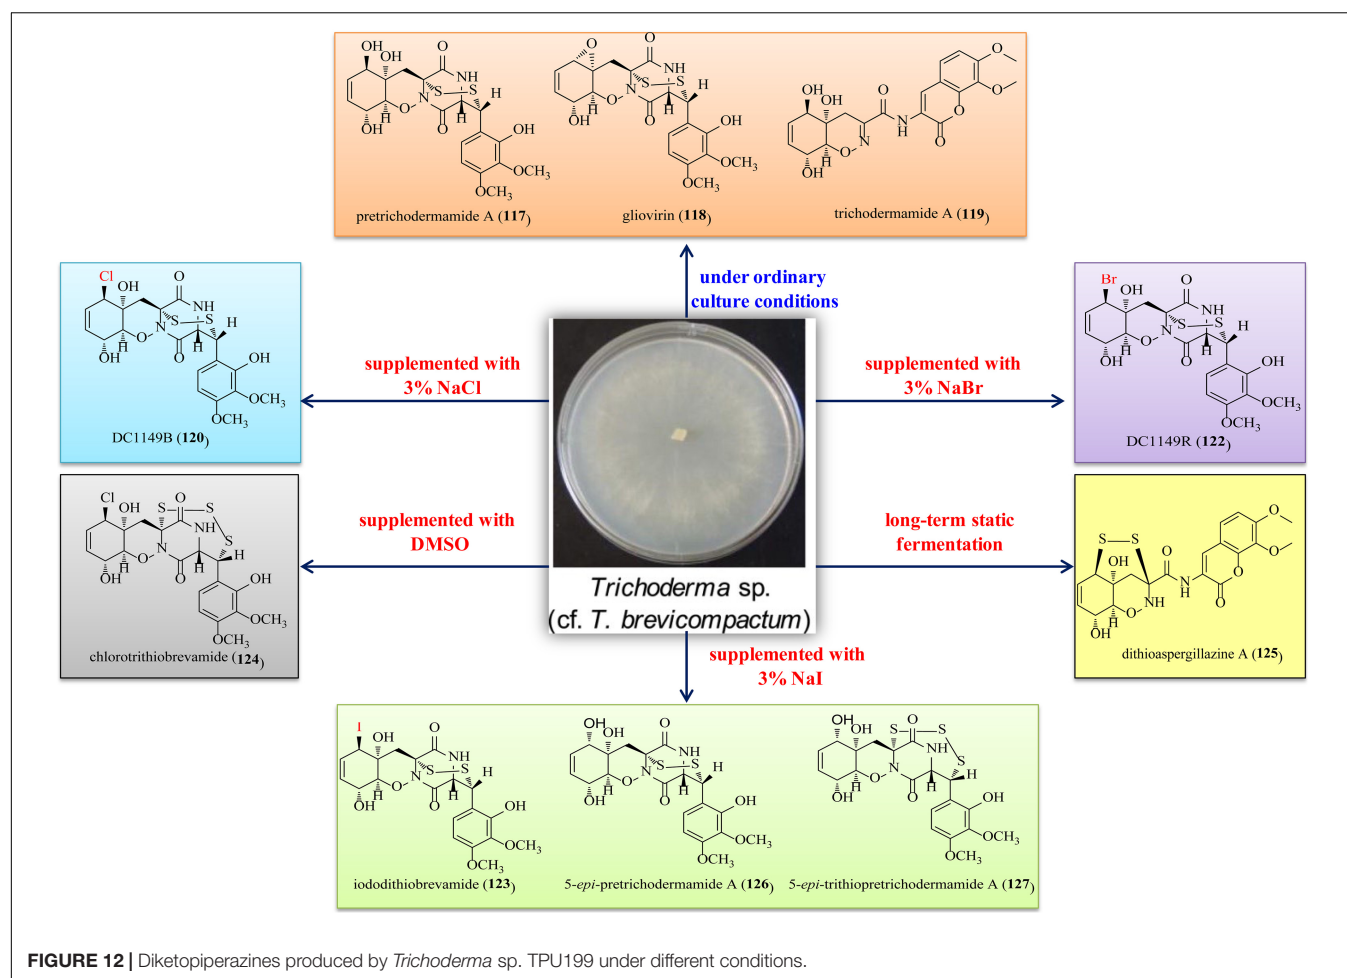 pretrichodermamide A (117)
gliovirin (118)
trichodermamide A (119)
under ordinary
culture conditions
DC1149B (120)
supplemented with
3% NaCl
supplemented with
3% NaBr
DC1149R (122)
chlorotrithiobrevamide (124)
supplemented with
DMSO
long-term static
fermentation
dithioaspergillazine A (125)
Trichoderma sp.
(cf. T. brevicompactum)
supplemented with
3% NaI
iododithiobrevamide (123)
5-epi-pretrichodermamide A (126)
5-epi-trithiopretrichodermamide A (127)
FIGURE 12 | Diketopiperazines produced by Trichoderma sp. TPU199 under different conditions.